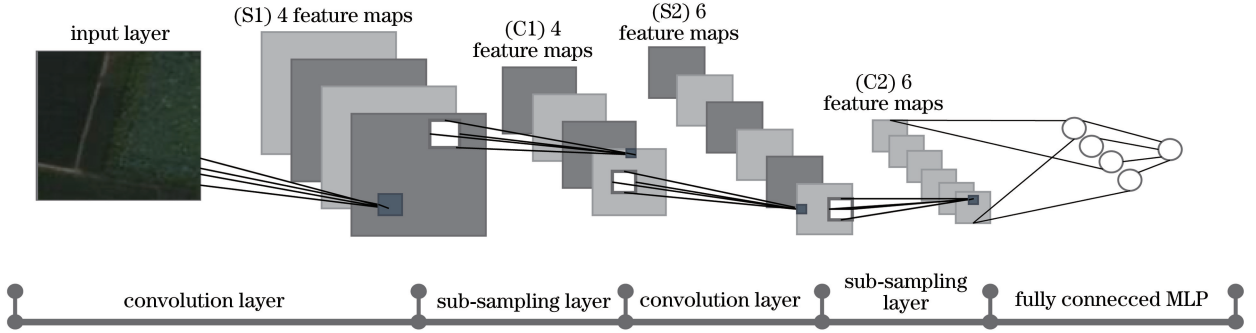 input layer
(S1) 4 feature maps
(C1) 4
feature maps
(S2) 6
feature maps
(C2) 6
feature maps
convolution layer
sub-sampling layer
convolution layer
sub-sampling
layer
fully connecced MLP